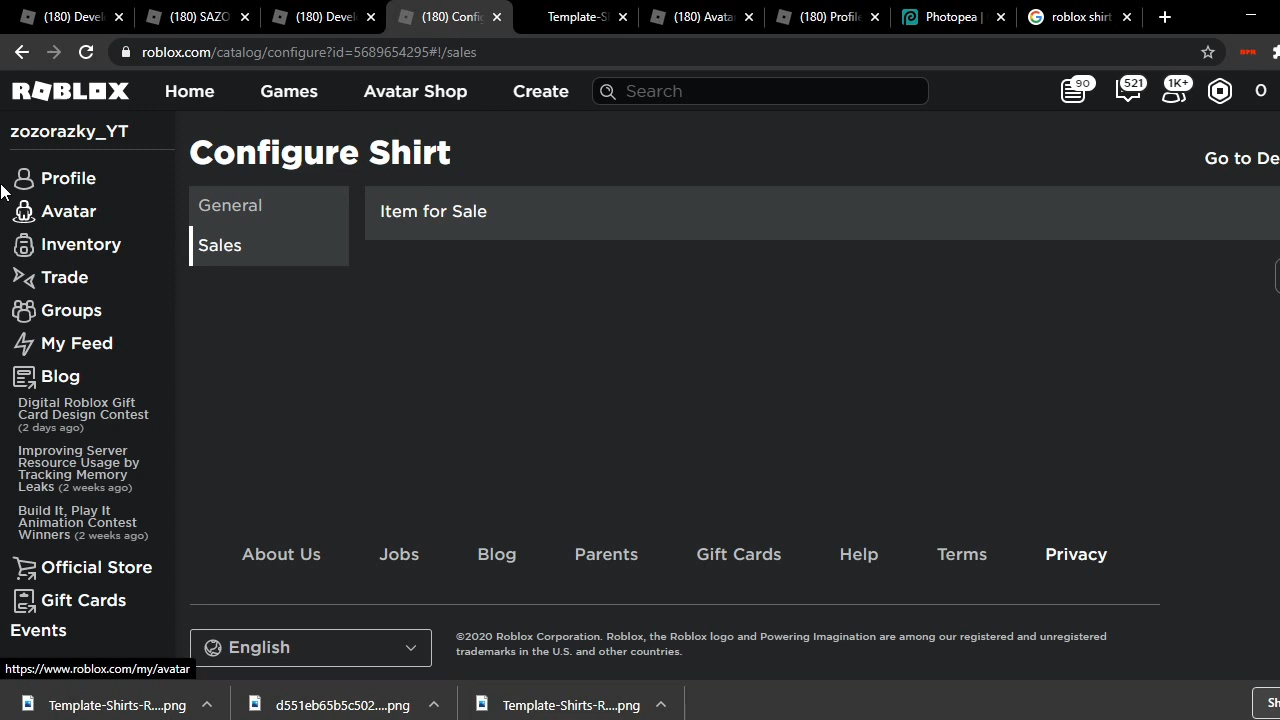 (180) Devel
(180) SAZO
(180) Devel
(180) Config
Template-S
(180) Avata
(180) Profile
Photopea |
roblox shirt
roblox.com/catalog/configure?id=5689654295#!/sales
ROBLOX
Home
Games
Avatar Shop
Create
Search
90
521
1K+
0
zozorazky_YT
Profile
Avatar
Inventory
Trade
Groups
My Feed
Blog
Digital Roblox Gift
Card Design Contest
(2 days ago)
Improving Server
Resource Usage by
Tracking Memory
Leaks (2 weeks ago)
Build It, Play It
Animation Contest
Winners (2 weeks ago)
Official Store
Gift Cards
Events
Configure Shirt
Go to De
General
Sales
Item for Sale
About Us
Jobs
Blog
Parents
Gift Cards
Help
Terms
Privacy
English
©2020 Roblox Corporation. Roblox, the Roblox logo and Powering Imagination are among our registered and unregistered
trademarks in the U.S. and other countries.
https://www.roblox.com/my/avatar
Template-Shirts-R....png
d551eb65b5c502....png
Template-Shirts-R....png
Sh